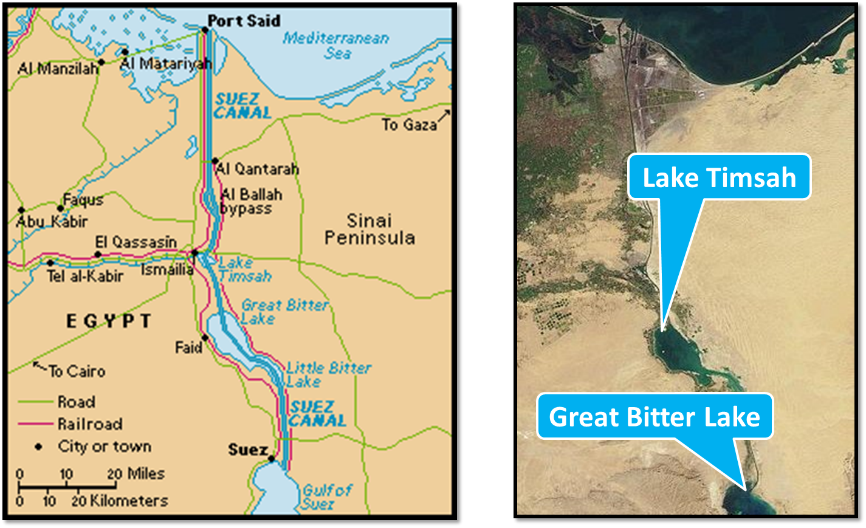 Port Said
Mediterranean
Sea
Al Manzilah
Al Matariyah
SUEZ
CANAL
To Gaza
Al Qantarah
Al Ballah
bypass
Faqus
Abu Kabir
Sinai
Peninsula
El Qassasin
Tel al-Kabir
Ismailia
Lake
Timsah
Great Bitter
Lake
EGYPT
Faid
To Cairo
Little Bitter
Lake
Road
Railroad
City or town
SUEZ
CANAL
Suez
0 10 20 Miles
0 10 20 Kilometers
Gulf of
Suez
Lake Timsah
Great Bitter Lake